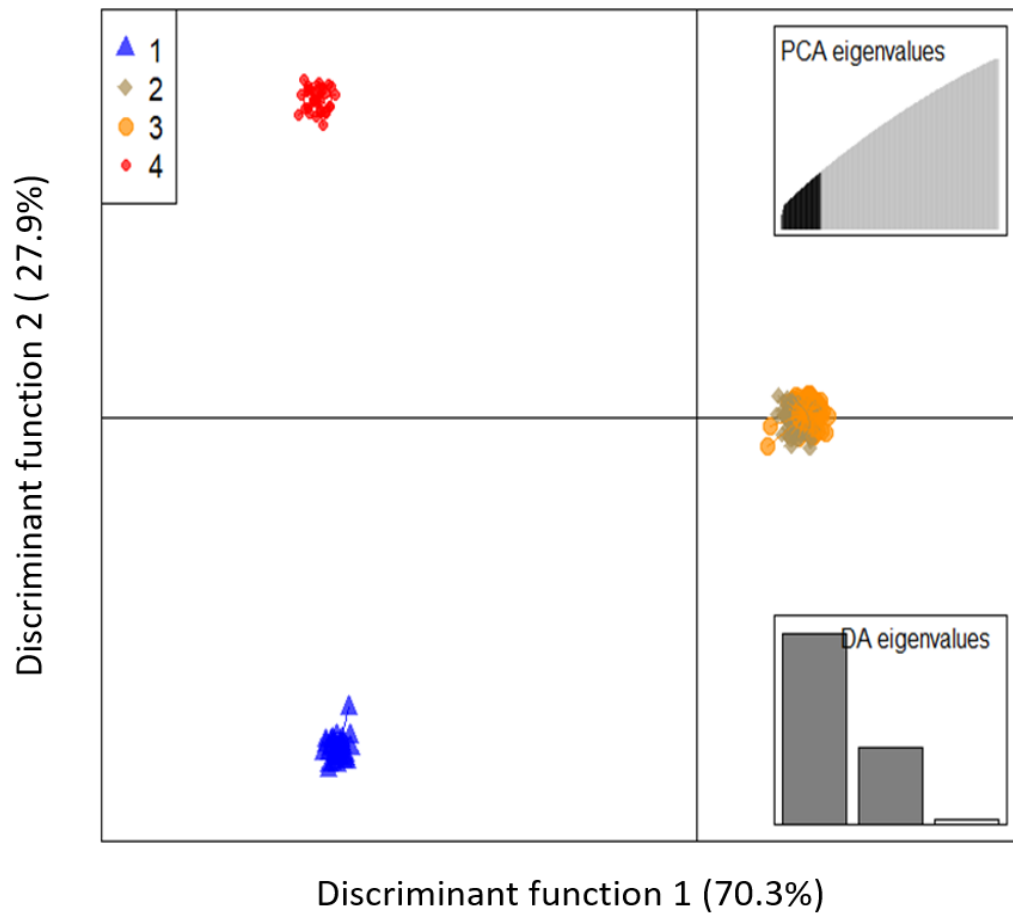 1
2
3
4
PCA eigenvalues
Discriminant function 2 ( 27.9%)
DA eigenvalues
Discriminant function 1 (70.3%)